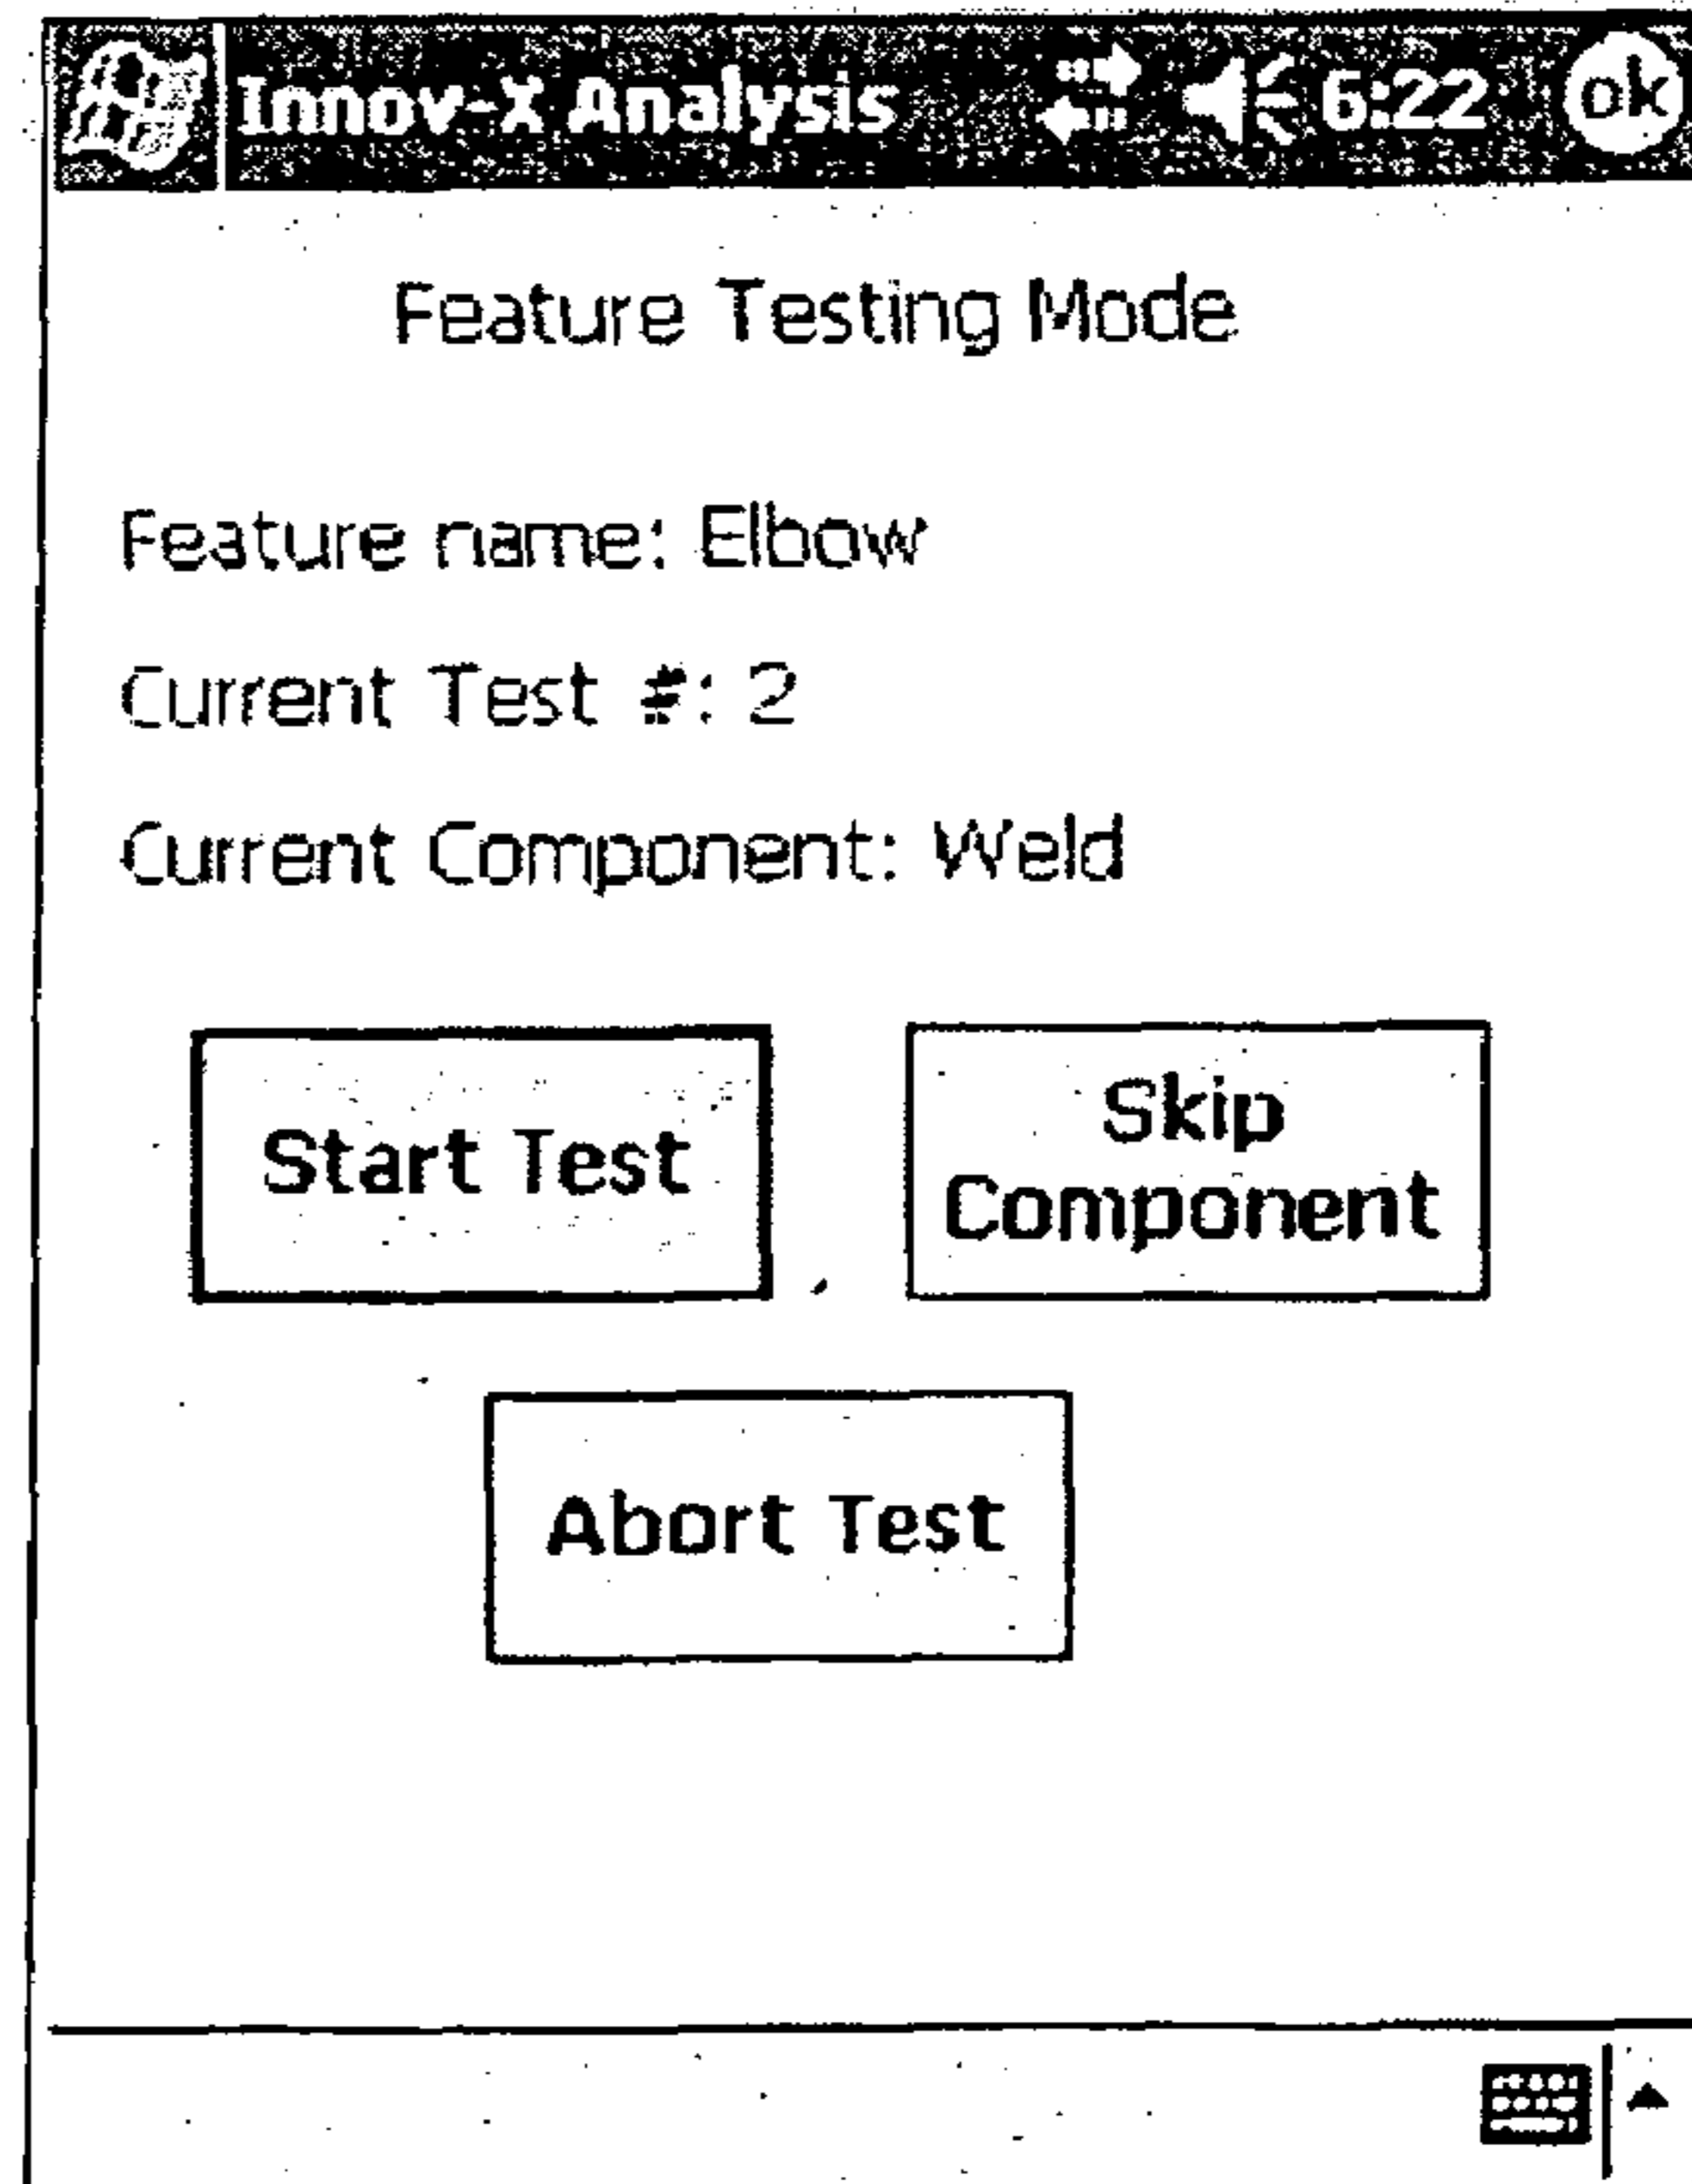 Innov-X Analysis 6:22 ok
Feature Testing Mode
Feature name: Elbow
Current Test #: 2
Current Component: Weld
Start Test
Skip
Component
Abort Test